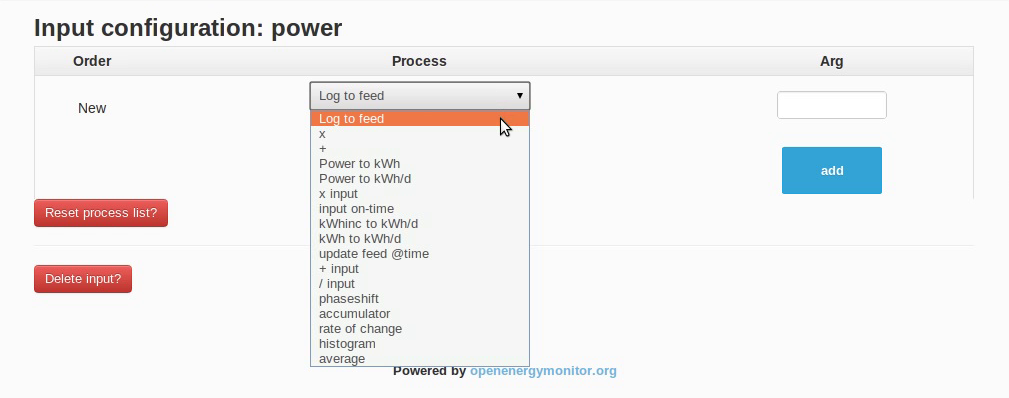 Input configuration: power
Order Process Arg
Log to feed
New
Log to feed
x
+
Power to kWh
Power to kWh/d
x input
input on-time
kWhinc to kWh/d
kWh to kWh/d
update feed @time
+ input
/ input
phaseshift
accumulator
rate of change
histogram
average
add
Reset process list?
Delete input?
Powered by openenergymonitor.org